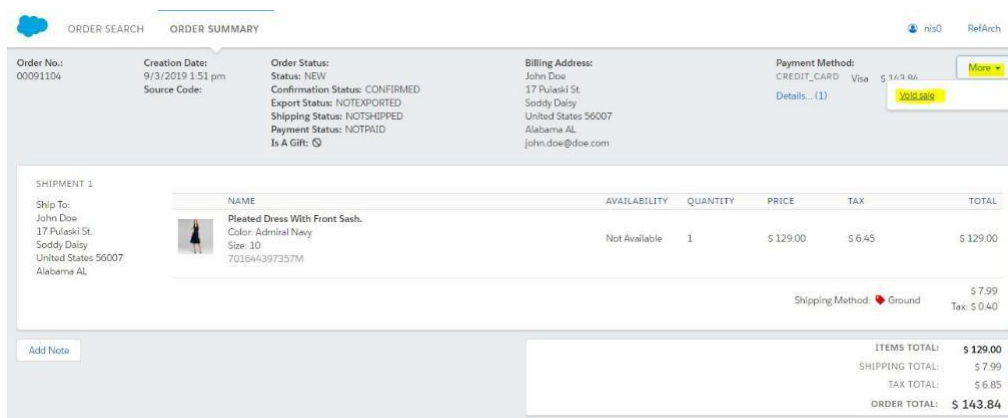 ORDER SEARCH ORDER SUMMARY nis0 RefArch
Order No.:
00091104
Creation Date:
9/3/2019 1:51 pm
Source Code:
Order Status:
Status: NEW
Confirmation Status: CONFIRMED
Export Status: NOTEXPORTED
Shipping Status: NOTSHIPPED
Payment Status: NOTPAID
Is A Gift:
Billing Address:
John Doe
17 Pulaski St.
Soddy Daisy
United States 56007
Alabama AL
john.doe@doe.com
Payment Method:
CREDIT_CARD Visa $ 143.84
Details... (1)
More
Void sale
SHIPMENT 1
Ship To:
John Doe
17 Pulaski St.
Soddy Daisy
United States 56007
Alabama AL
NAME AVAILABILITY QUANTITY PRICE TAX TOTAL
Pleated Dress With Front Sash.
Color: Admiral Navy
Size: 10
701644397357M
Not Available 1 $ 129.00 $ 6.45 $ 129.00
Shipping Method: Ground $ 7.99
Tax: $ 0.40
Add Note
ITEMS TOTAL: $ 129.00
SHIPPING TOTAL: $ 7.99
TAX TOTAL: $ 6.85
ORDER TOTAL: $ 143.84